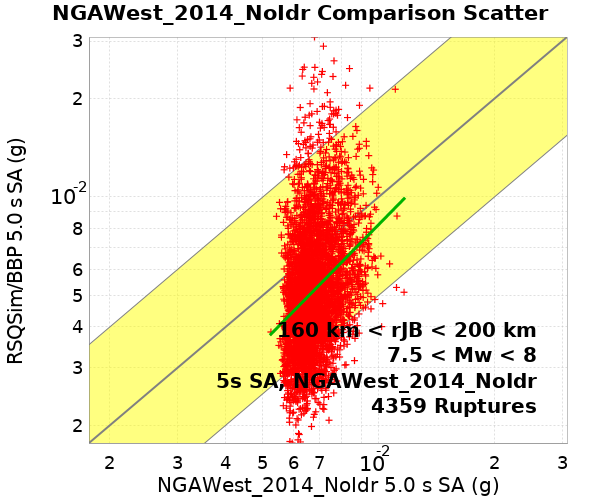 NGAWest_2014_NoIdr Comparison Scatter
3
2
10-2
8
6
5
4
3
2
RSQSim/BBP 5.0 s SA (g)
160 km < rJB < 200 km
7.5 < Mw < 8
5s SA, NGAWest_2014_NoIdr
4359 Ruptures
2 3 4 5 6 7 10-2 2 3
NGAWest_2014_NoIdr 5.0 s SA (g)